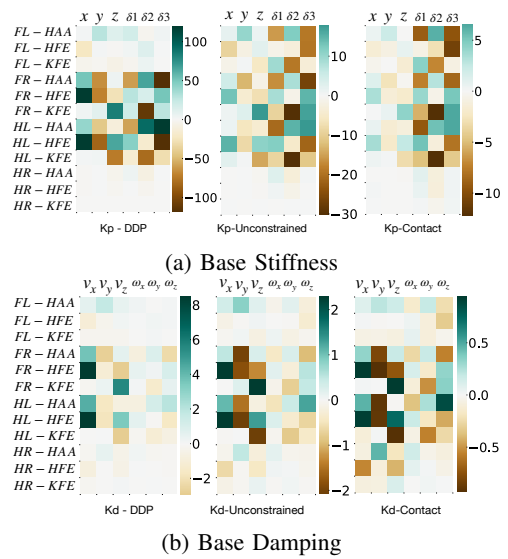 x y z δ1 δ2 δ3 x y z δ1 δ2 δ3 x y z δ1 δ2 δ3
FL − HAA
FL − HFE
FL − KFE
FR − HAA
FR − HFE
FR − KFE
HL − HAA
HL − HFE
HL − KFE
HR − HAA
HR − HFE
HR − KFE
100
50
0
−50
−100
10
0
−10
−20
−30
5
0
−5
−10
Kp - DDP Kp-Unconstrained Kp-Contact
(a) Base Stiffness
vx vy vz ωx ωy ωz vx vy vz ωx ωy ωz vx vy vz ωx ωy ωz
FL − HAA
FL − HFE
FL − KFE
FR − HAA
FR − HFE
FR − KFE
HL − HAA
HL − HFE
HL − KFE
HR − HAA
HR − HFE
HR − KFE
8
6
4
2
0
−2
2
1
0
−1
−2
0.5
0.0
−0.5
Kd - DDP Kd-Unconstrained Kd-Contact
(b) Base Damping